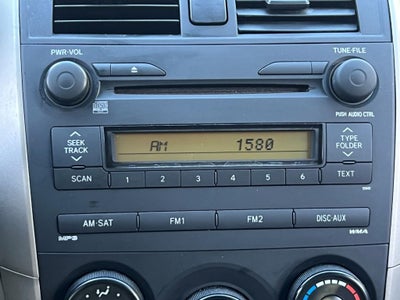 PWR•VOL
TUNE•FILE
PUSH AUDIO CTRL
SEEK
TRACK
AM 1580
TYPE
FOLDER
SCAN
1 2 3 4 5 6
TEXT
AM•SAT
FM1
FM2
DISC•AUX
MP3
WMA